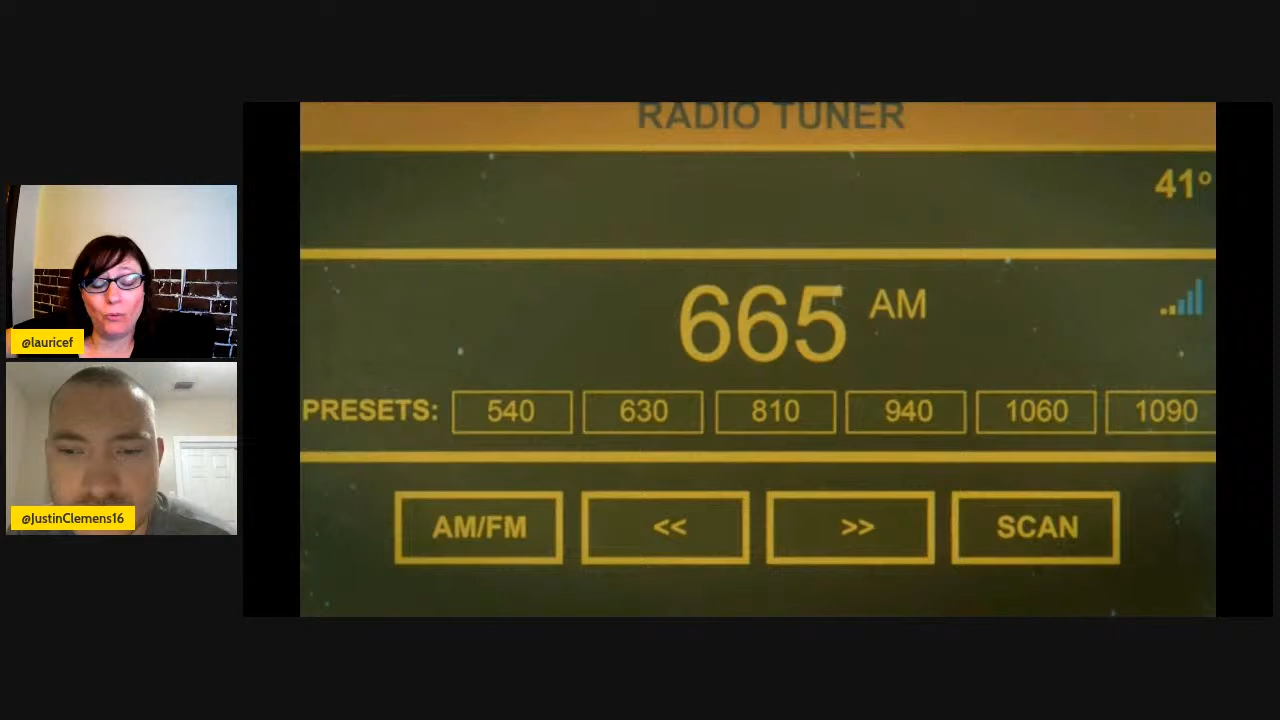 RADIO TUNER
41°
665 AM
PRESETS: 540 630 810 940 1060 1090
AM/FM << >> SCAN
@lauricef
@JustinClemens16